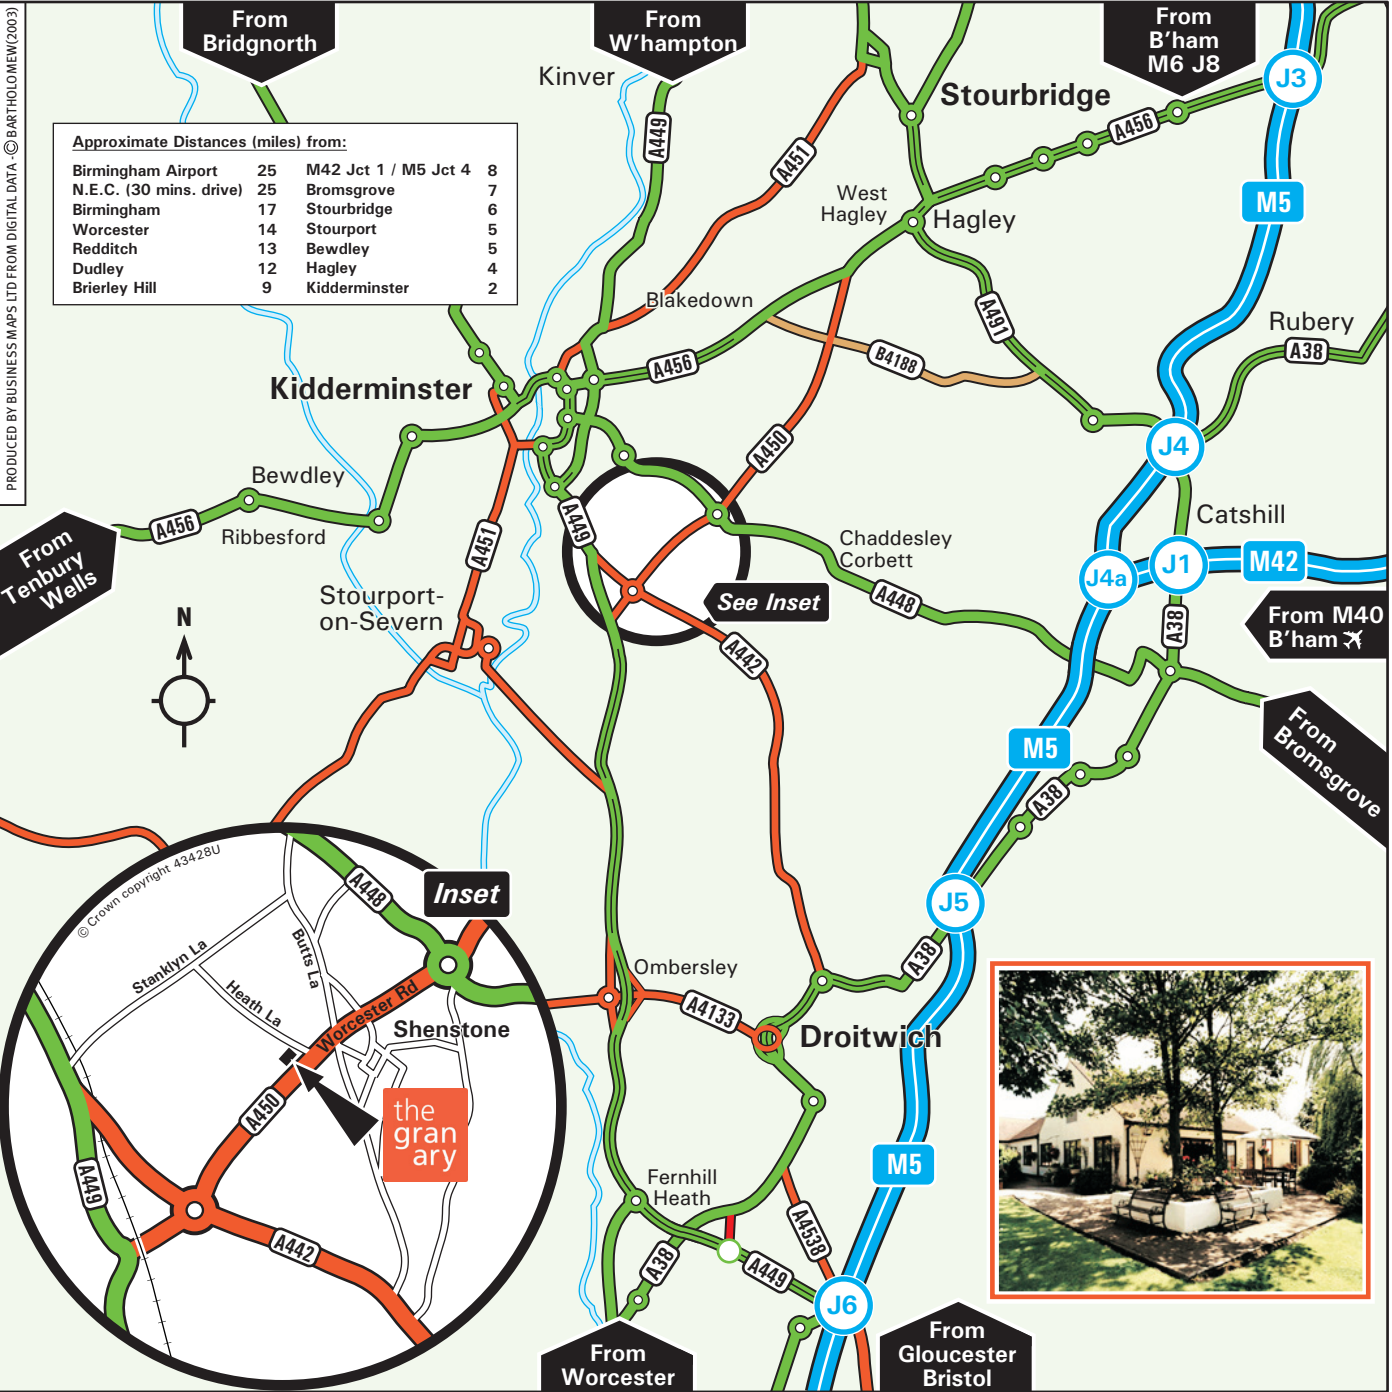 PRODUCED BY BUSINESS MAPS LTD FROM DIGITAL DATA - © BARTHOLOMEW(2003)
From
Bridgnorth
From
W'hampton
From
B'ham
M6 J8
J3
Kinver
Stourbridge
A456
A449
A451
M5
Approximate Distances (miles) from:
Birmingham Airport 25 M42 Jct 1 / M5 Jct 4 8
N.E.C. (30 mins. drive) 25 Bromsgrove 7
Birmingham 17 Stourbridge 6
Worcester 14 Stourport 5
Redditch 13 Bewdley 5
Dudley 12 Hagley 4
Brierley Hill 9 Kidderminster 2
West
Hagley
Hagley
Blakedown
A491
Rubery
A38
B4188
A456
Kidderminster
J4
A450
Bewdley
A456
Ribbesford
A449
A451
Catshill
Chaddesley
Corbett
J4a
J1
M42
From
Tenbury
Wells
Stourport-
on-Severn
See Inset
A448
A38
From M40
B'ham
N
A442
M5
From
Bromsgrove
A38
© Crown copyright 43428U
A448
Inset
J5
Stanklyn La
Butts La
Heath La
Worcester Rd
Shenstone
A450
the
gran
ary
A449
A442
Ombersley
A38
A4133
Droitwich
M5
Fernhill
Heath
A38
A449
A4538
J6
From
Worcester
From
Gloucester
Bristol